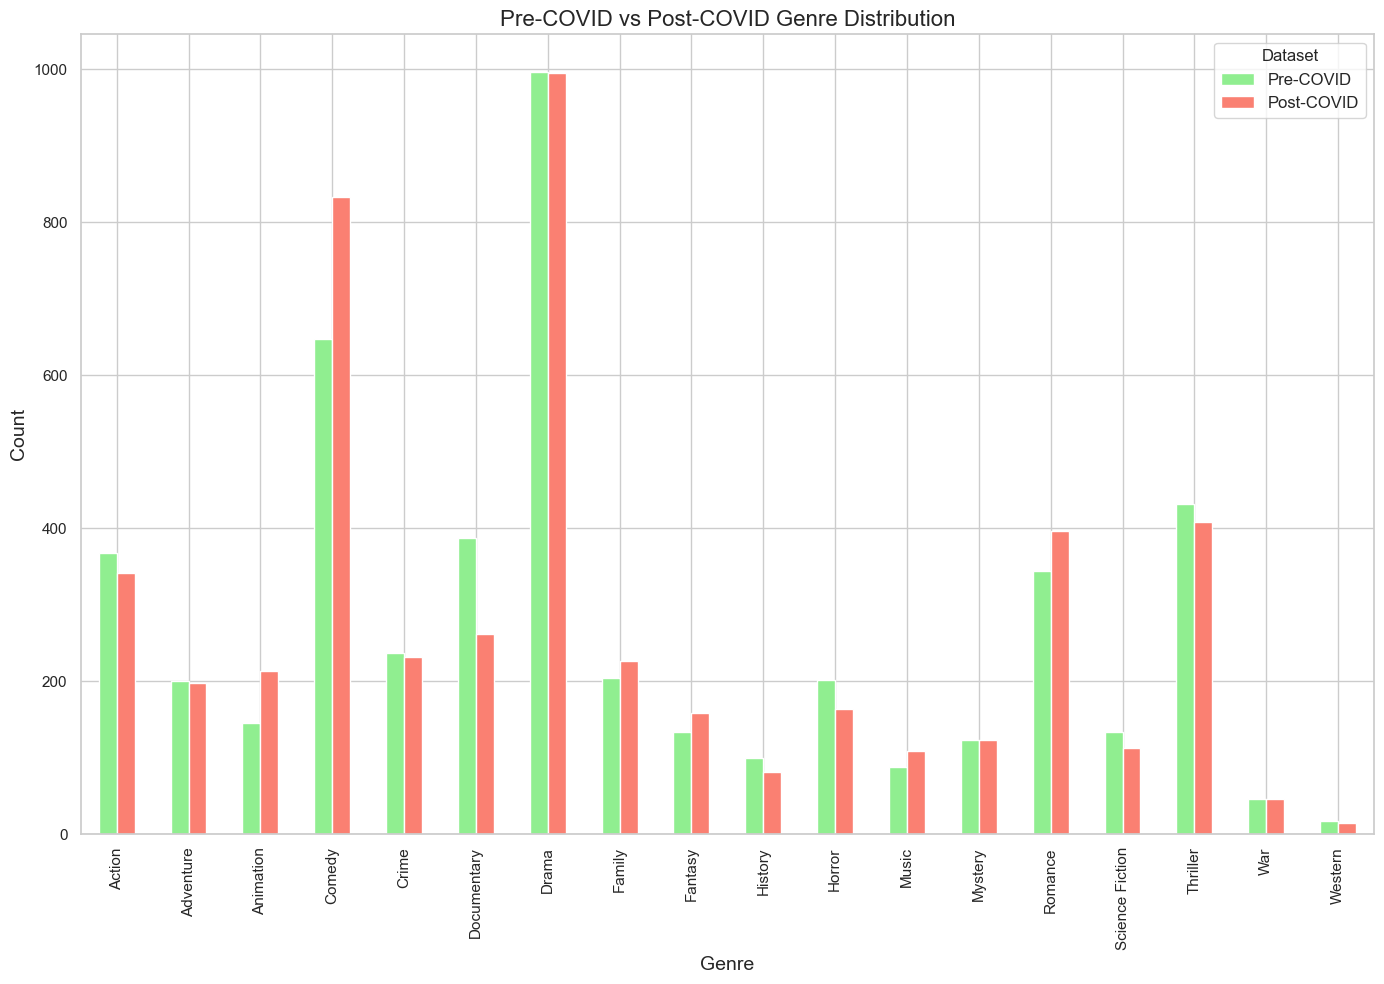 Pre-COVID vs Post-COVID Genre Distribution
Dataset
Pre-COVID
Post-COVID
Count
1000
800
600
400
200
0
Action
Adventure
Animation
Comedy
Crime
Documentary
Drama
Family
Fantasy
History
Horror
Music
Mystery
Romance
Science Fiction
Thriller
War
Western
Genre